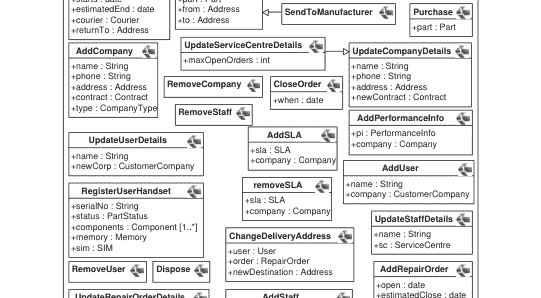 +starts : date
+estimatedEnd : date
+courier : Courier
+returnTo : Address
+part : Part
+from : Address
+to : Address
SendToManufacturer
Purchase
+part : Part
AddCompany
+name : String
+phone : String
+address : Address
+contract : Contract
+type : CompanyType
UpdateServiceCentreDetails
+maxOpenOrders : int
UpdateCompanyDetails
+name : String
+phone : String
+address : Address
+newContract : Contract
RemoveCompany
CloseOrder
+when : date
RemoveStaff
AddPerformanceInfo
+pi : PerformanceInfo
+company : Company
UpdateUserDetails
+name : String
+newCorp : CustomerCompany
AddSLA
+sla : SLA
+company : Company
AddUser
+name : String
+company : CustomerCompany
RegisterUserHandset
+serialNo : String
+status : PartStatus
+components : Component [1..*]
+memory : Memory
+sim : SIM
removeSLA
+sla : SLA
+company : Company
UpdateStaffDetails
+name : String
+sc : ServiceCentre
ChangeDeliveryAddress
+user : User
+order : RepairOrder
+newDestination : Address
RemoveUser
Dispose
AddRepairOrder
+open : date
+estimatedClose : date
UpdateRepairOrderDetails
AddStaff